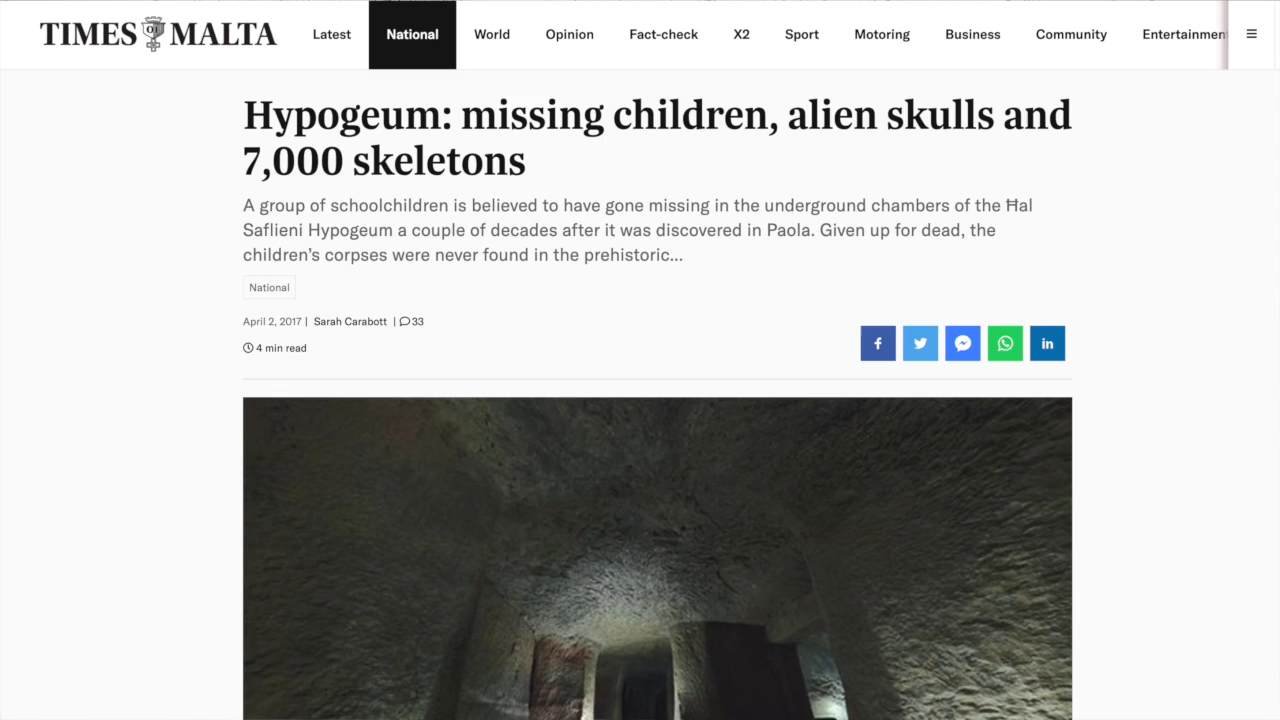 TIMES OF MALTA Latest National World Opinion Fact-check X2 Sport Motoring Business Community Entertainmen
Hypogeum: missing children, alien skulls and
7,000 skeletons
A group of schoolchildren is believed to have gone missing in the underground chambers of the Ħal
Saflieni Hypogeum a couple of decades after it was discovered in Paola. Given up for dead, the
children's corpses were never found in the prehistoric...
National
April 2, 2017 | Sarah Carabott | 33
4 min read